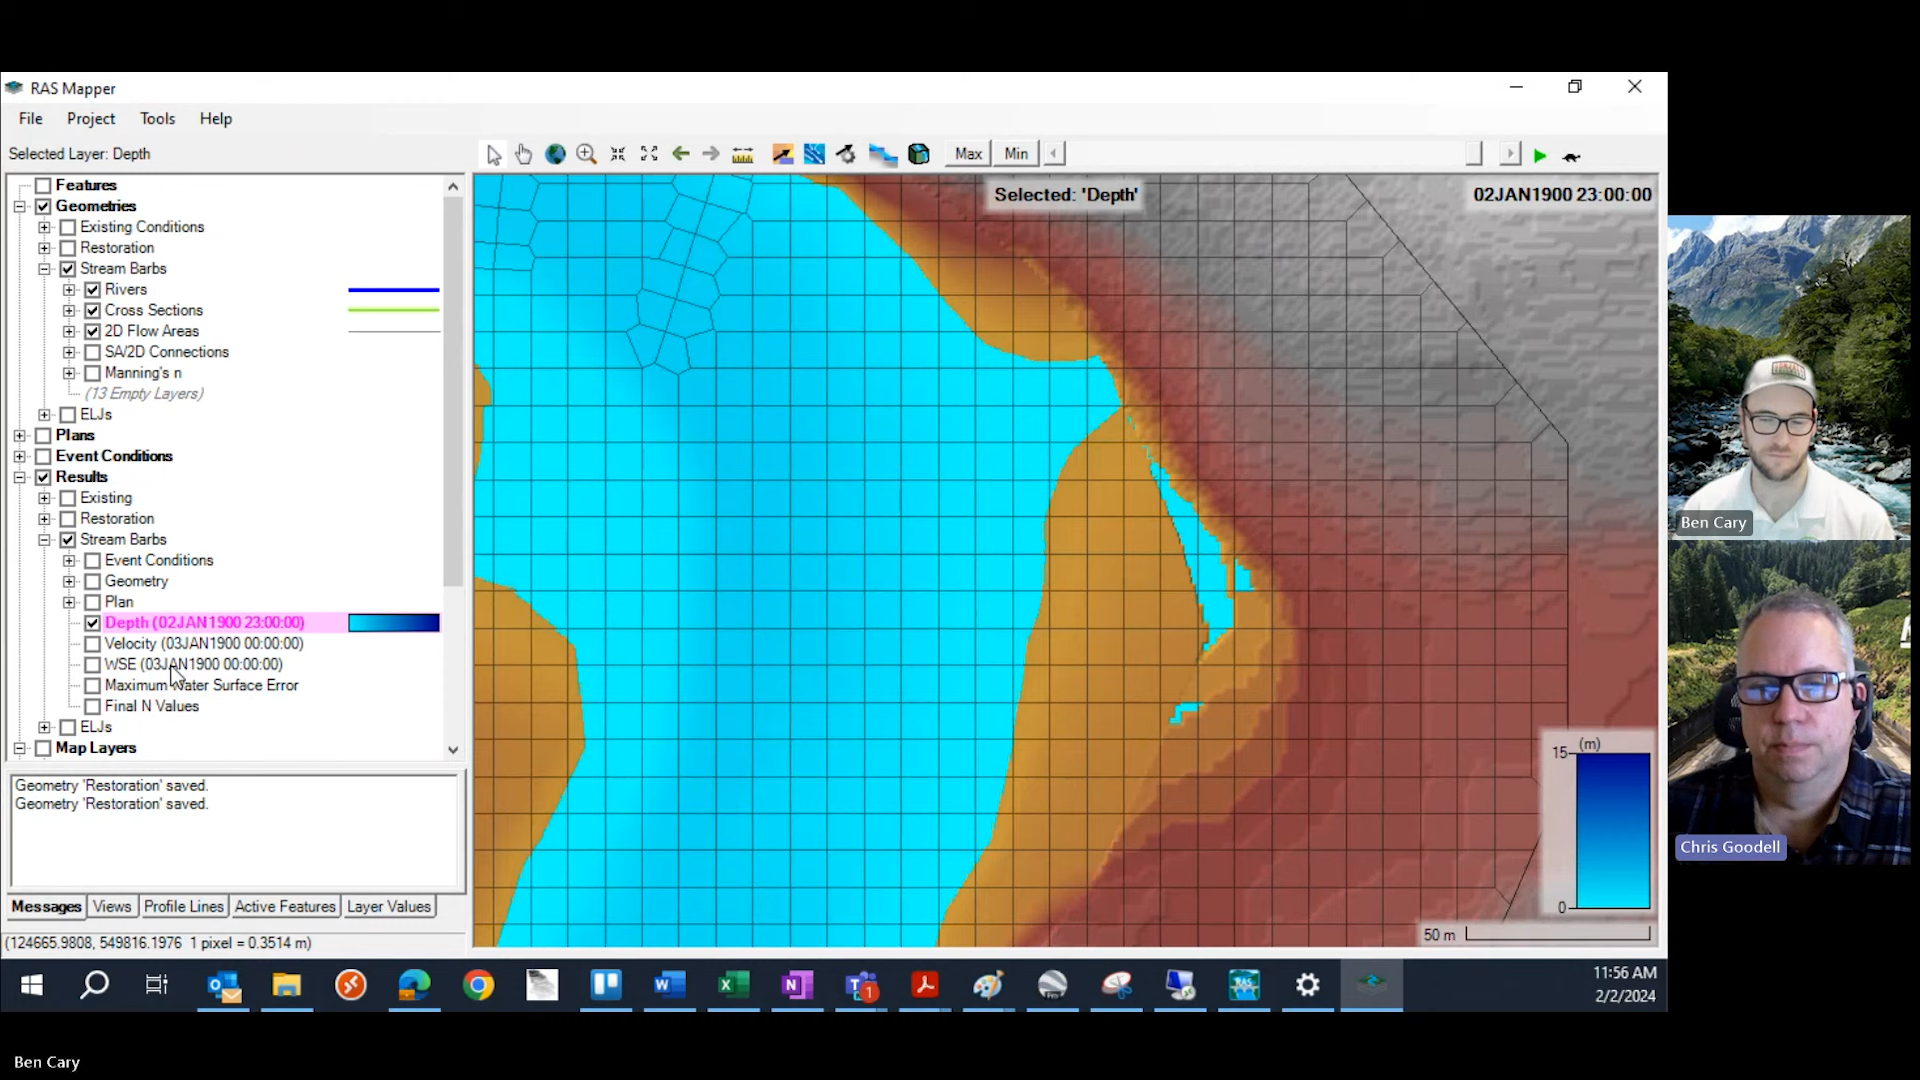 RAS Mapper
File Project Tools Help
Selected Layer: Depth
Max Min
Features
Geometries
Existing Conditions
Restoration
Stream Barbs
Rivers
Cross Sections
2D Flow Areas
SA/2D Connections
Manning's n
(13 Empty Layers)
ELJs
Plans
Event Conditions
Results
Existing
Restoration
Stream Barbs
Event Conditions
Geometry
Plan
Depth (02JAN1900 23:00:00)
Velocity (03JAN1900 00:00:00)
WSE (03JAN1900 00:00:00)
Maximum Water Surface Error
Final N Values
ELJs
Map Layers
Geometry 'Restoration' saved.
Geometry 'Restoration' saved.
Messages Views Profile Lines Active Features Layer Values
(124665.9808, 549816.1976 1 pixel = 0.3514 m)
Selected: 'Depth'
02JAN1900 23:00:00
15 (m)
0
50 m
Ben Cary
Chris Goodell
11:56 AM
2/2/2024
Ben Cary